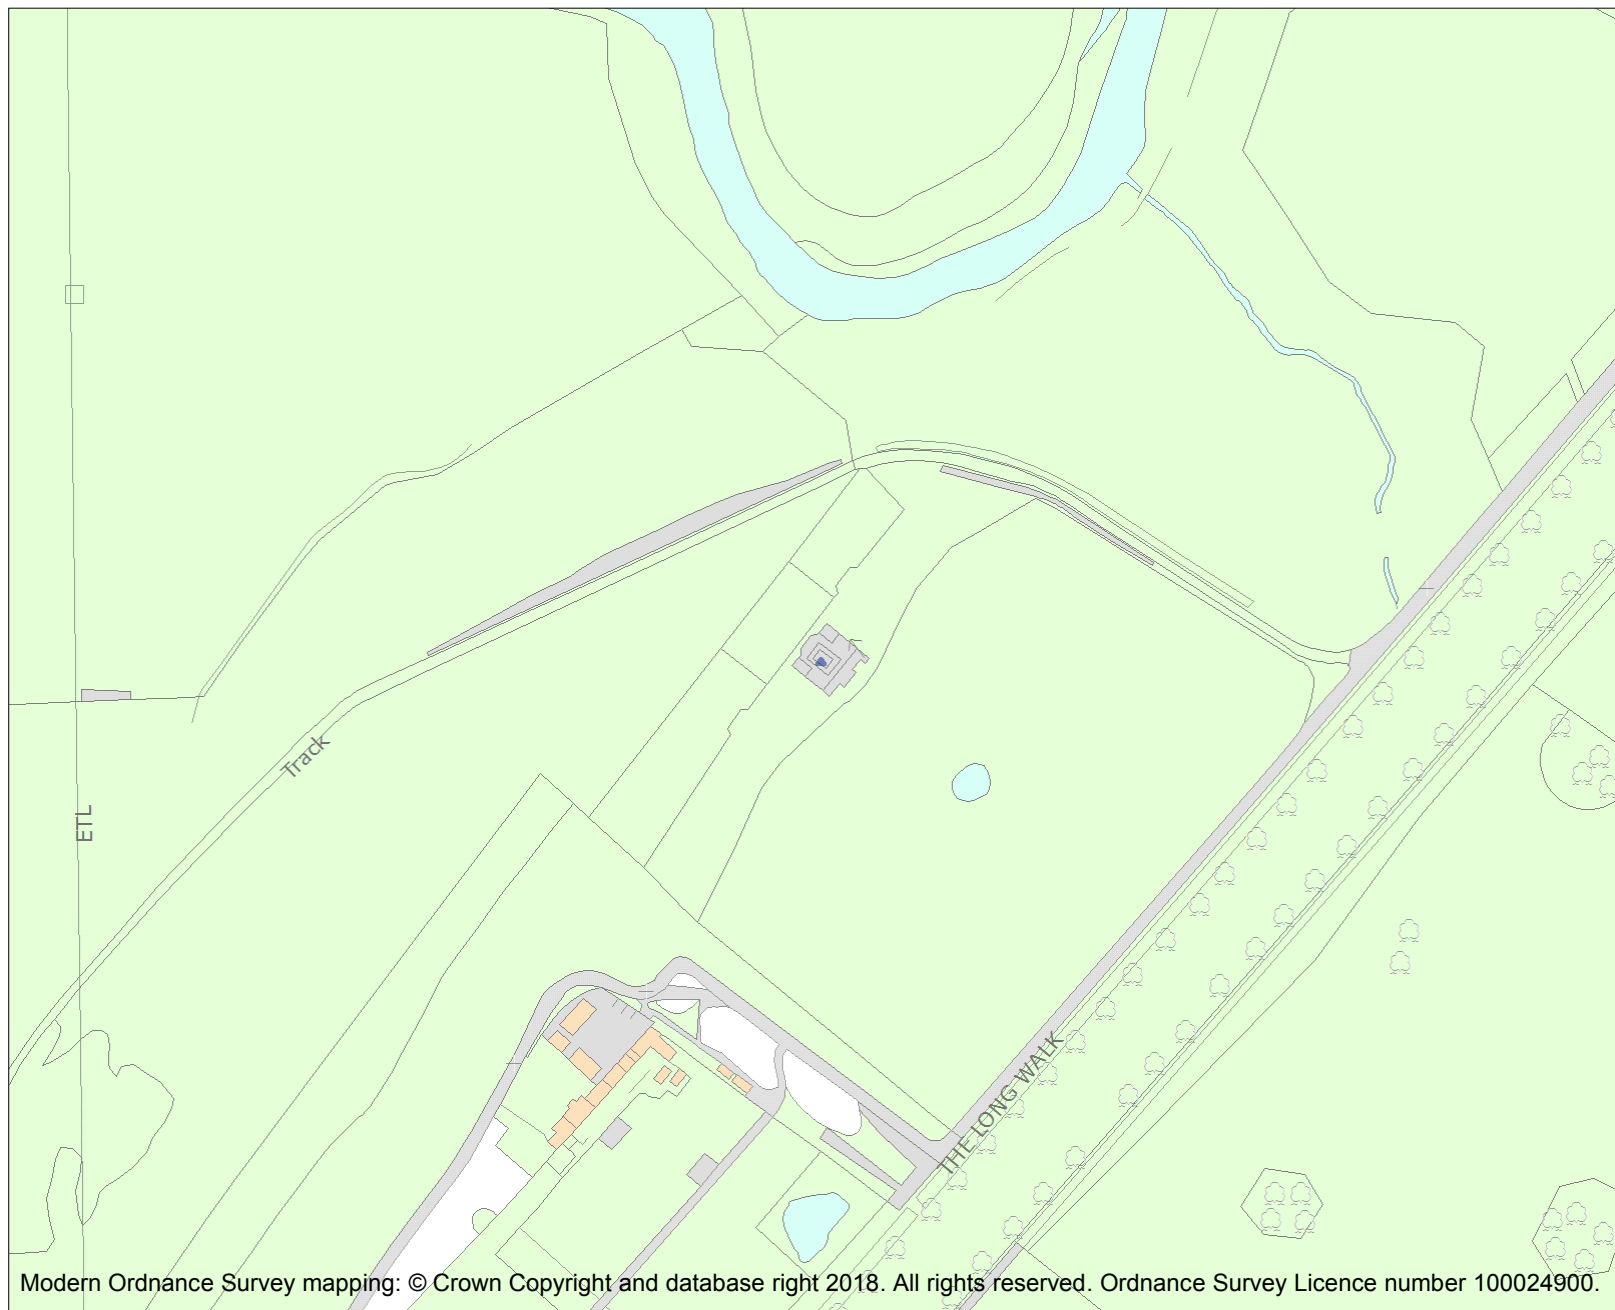 Track
ETL
THE LONG WALK
Modern Ordnance Survey mapping: © Crown Copyright and database right 2018. All rights reserved. Ordnance Survey Licence number 100024900.